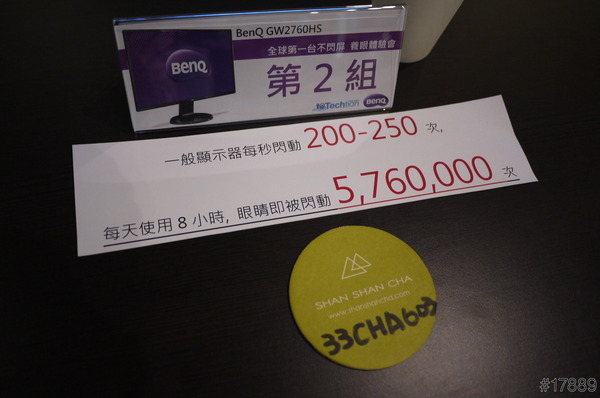 BenQ GW2760HS
全球第一台不閃屏 養眼體驗會
BenQ
第2組
Techtion
BenQ
一般顯示器每秒閃動 200-250 次,
每天使用 8 小時, 眼睛即被閃動 5,760,000 次
SHAN SHAN CHA
www.shanshancha.com
33CHA603
#17889